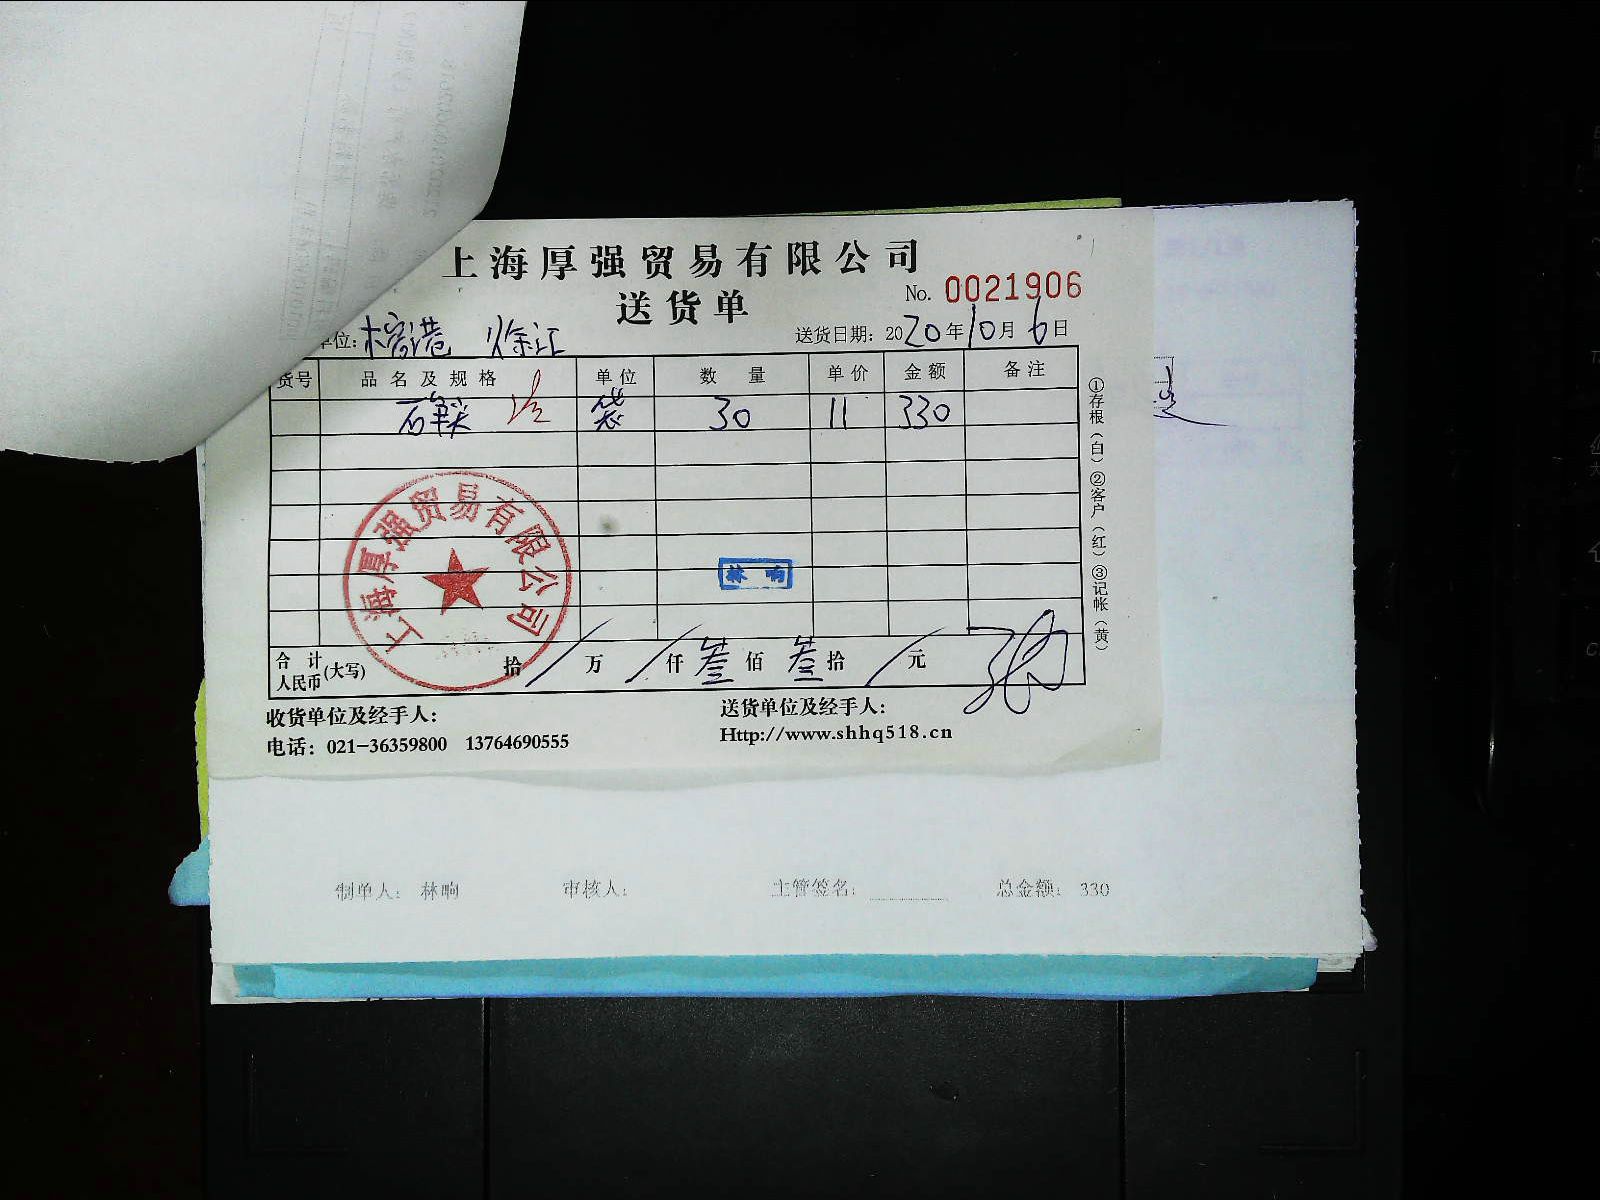 上海厚强贸易有限公司
送货单
No. 0021906
单位: 徐汇
送货日期: 2020年10月6日
货号 品名及规格 单位 数量 单价 金额 备注
袋 30 11 330
①存根(白)②客户(红)③记帐(黄)
上海厚强贸易有限公司
林晌
合计人民币(大写) 拾/万/仟叁佰叁拾/元
收货单位及经手人:
送货单位及经手人:
电话: 021-36359800 13764690555
Http://www.shhq518.cn
制单人: 林晌 审核人: 主管签名: 总金额: 330